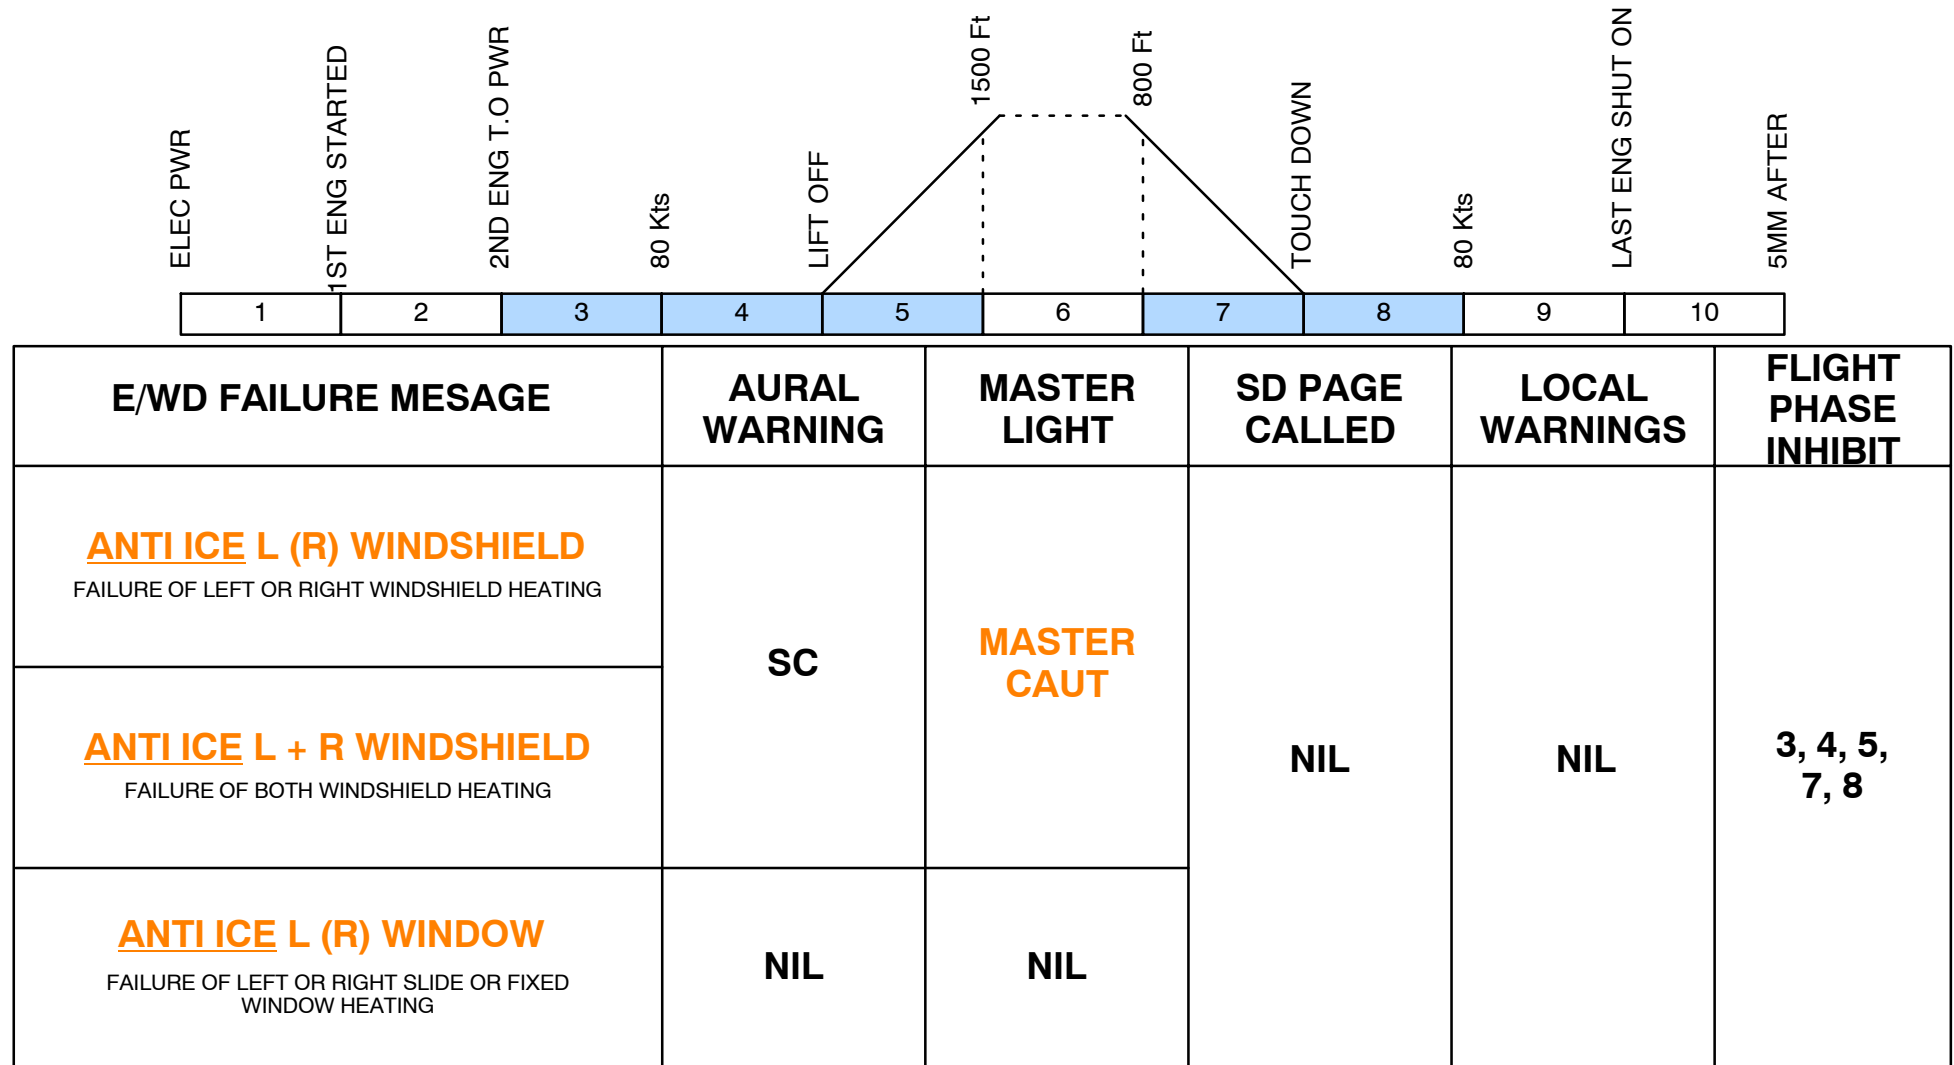 ELEC PWR
1ST ENG STARTED
2ND ENG T.O PWR
80 Kts
LIFT OFF
1500 Ft
800 Ft
TOUCH DOWN
80 Kts
LAST ENG SHUT ON
5MM AFTER
1 2 3 4 5 6 7 8 9 10
E/WD FAILURE MESAGE
AURAL
WARNING
MASTER
LIGHT
SD PAGE
CALLED
LOCAL
WARNINGS
FLIGHT
PHASE
INHIBIT
ANTI ICE L (R) WINDSHIELD
FAILURE OF LEFT OR RIGHT WINDSHIELD HEATING
SC
MASTER
CAUT
NIL
NIL
3, 4, 5,
7, 8
ANTI ICE L + R WINDSHIELD
FAILURE OF BOTH WINDSHIELD HEATING
ANTI ICE L (R) WINDOW
FAILURE OF LEFT OR RIGHT SLIDE OR FIXED
WINDOW HEATING
NIL
NIL